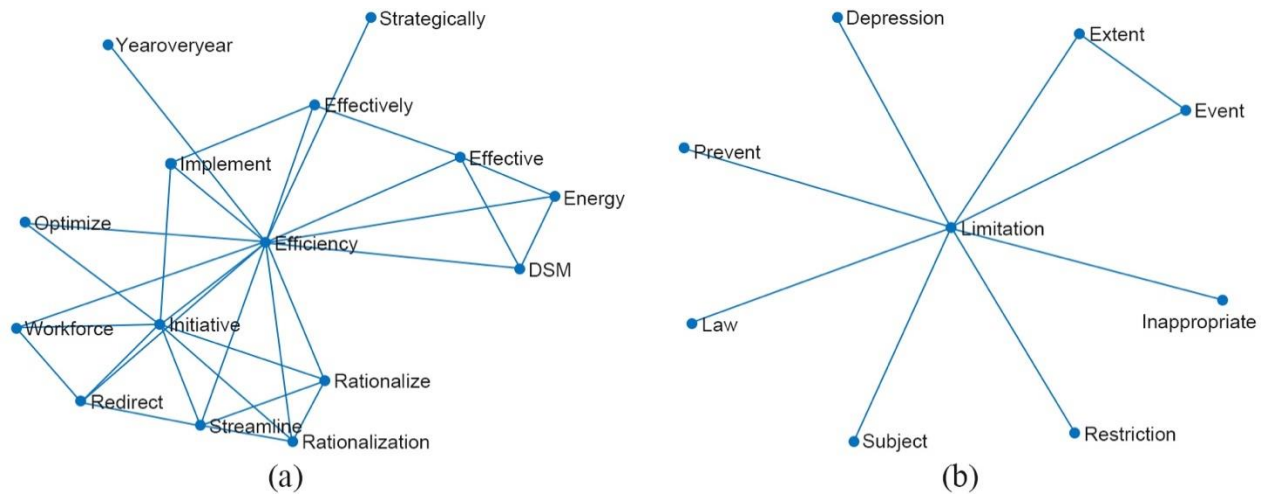 Strategically
Yearoveryear
Effectively
Effective
Implement
Energy
Optimize
Efficiency
DSM
Workforce
Initiative
Rationalize
Redirect
Streamline
Rationalization
(a)
Depression
Extent
Event
Prevent
Limitation
Law
Inappropriate
Subject
Restriction
(b)